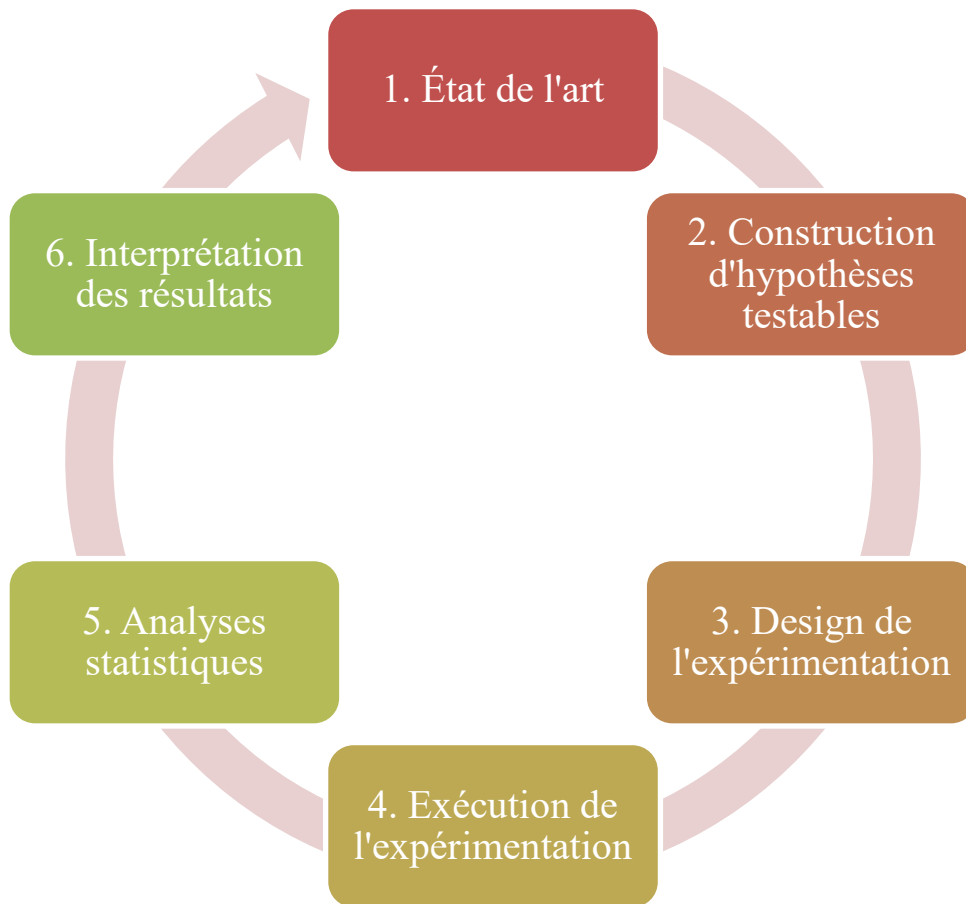 1. État de l'art
2. Construction
d'hypothèses
testables
3. Design de
l'expérimentation
4. Exécution de
l'expérimentation
5. Analyses
statistiques
6. Interprétation
des résultats